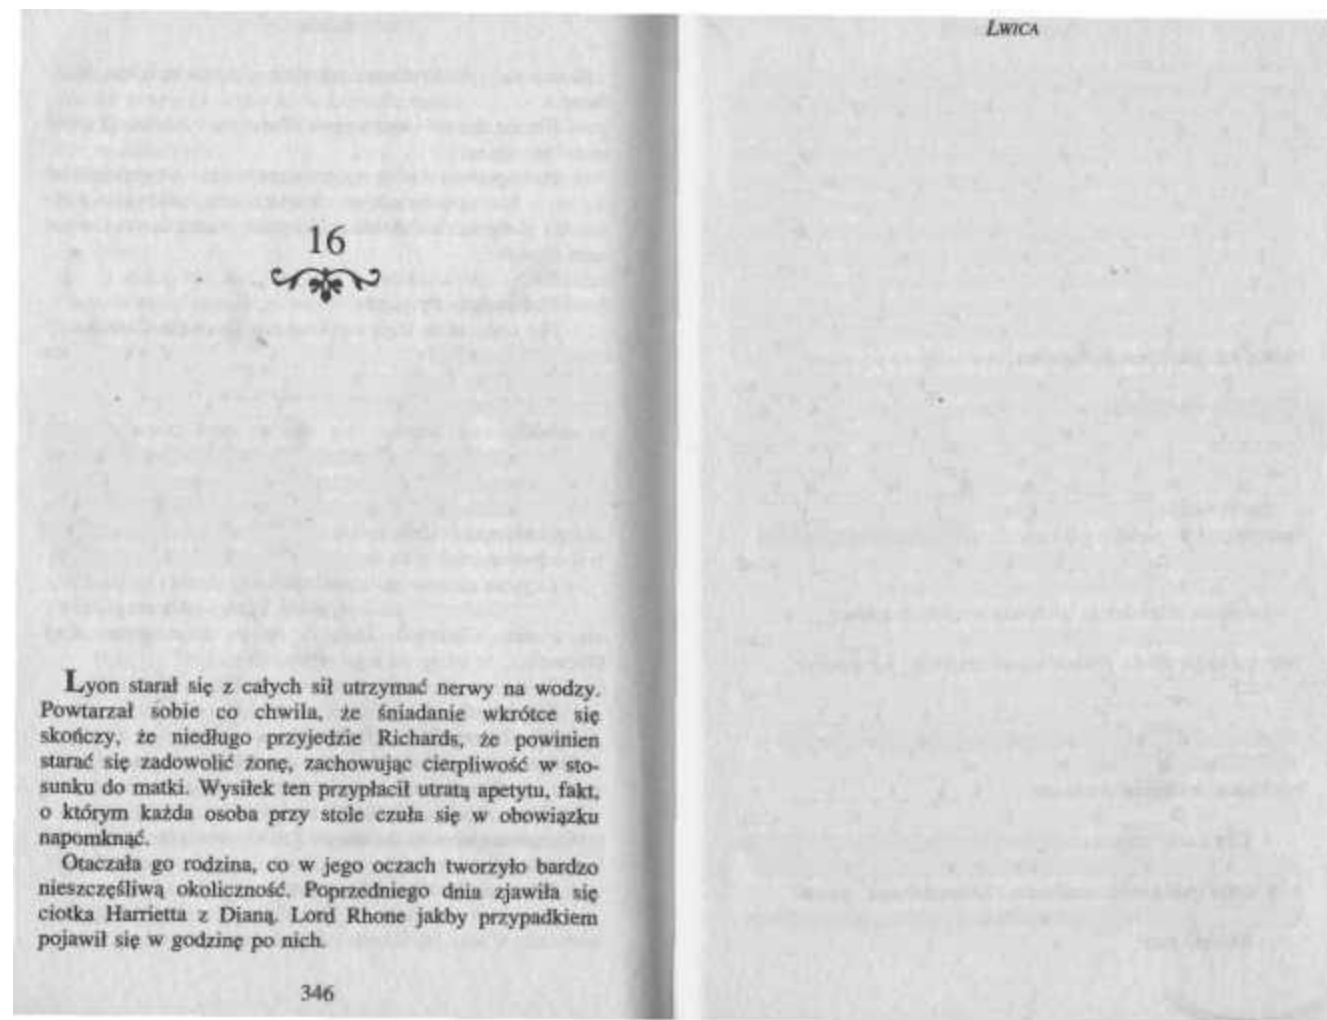 16
Lyon starał się z całych sił utrzymać nerwy na wodzy.
Powtarzał sobie co chwila, że śniadanie wkrótce się
skończy, że niedługo przyjedzie Richards, że powinien
starać się zadowolić żonę, zachowując cierpliwość w sto-
sunku do matki. Wysiłek ten przypłacił utratą apetytu, fakt,
o którym każda osoba przy stole czuła się w obowiązku
napomknąć.
Otaczała go rodzina, co w jego oczach tworzyło bardzo
nieszczęśliwą okoliczność. Poprzedniego dnia zjawiła się
ciotka Harrietta z Dianą. Lord Rhone jakby przypadkiem
pojawił się w godzinę po nich.
346
LWICA